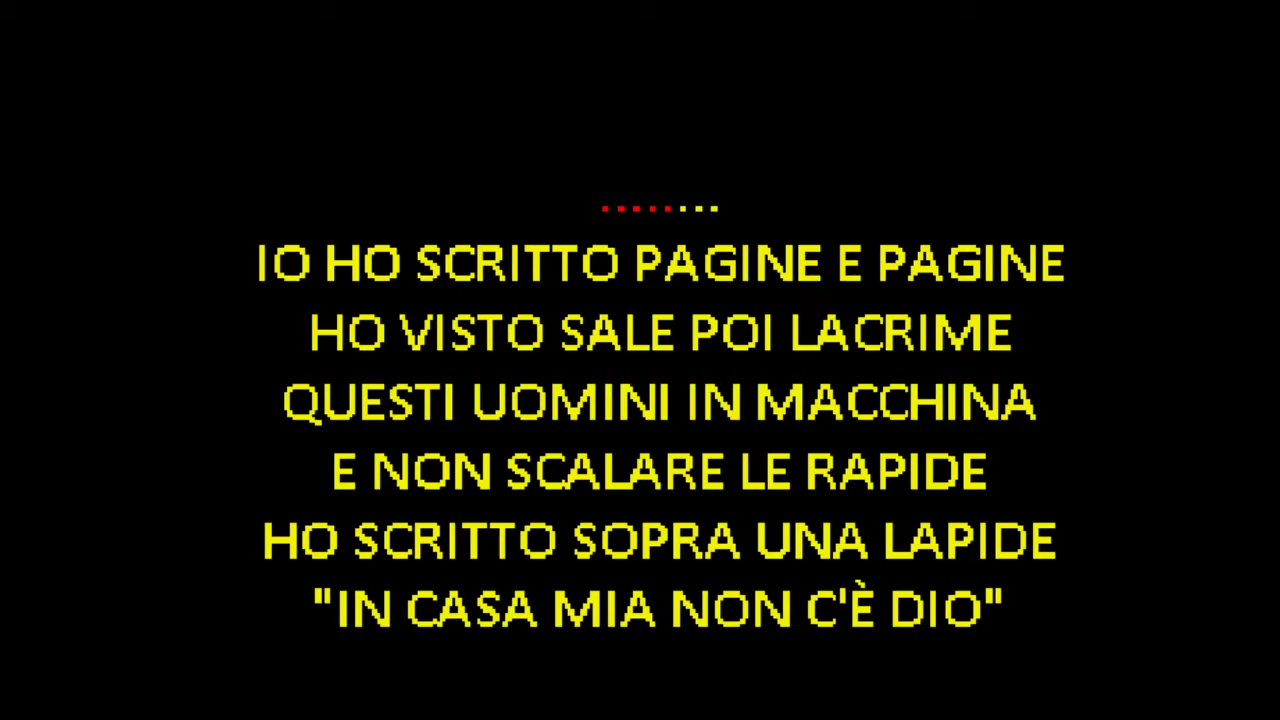 ........
IO HO SCRITTO PAGINE E PAGINE
HO VISTO SALE POI LACRIME
QUESTI UOMINI IN MACCHINA
E NON SCALARE LE RAPIDE
HO SCRITTO SOPRA UNA LAPIDE
"IN CASA MIA NON C'È DIO"